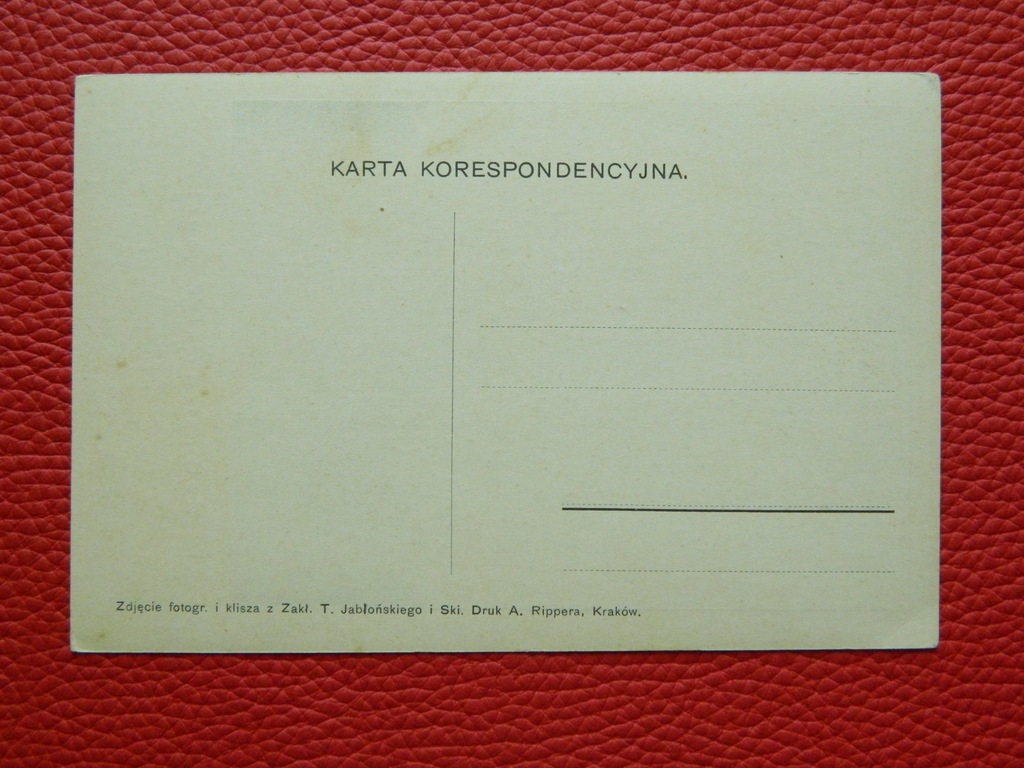 KARTA KORESPONDENCYJNA.
Zdjęcie fotogr. i klisza z Zakł. T. Jabłońskiego i Ski. Druk A. Rippera, Kraków.